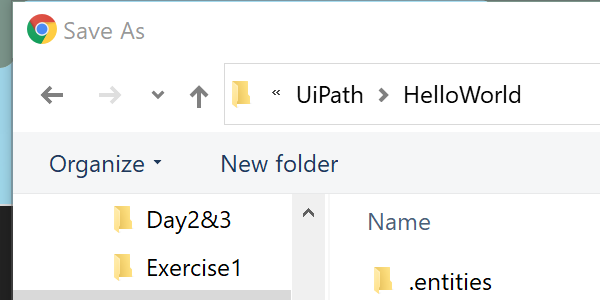 Save As
« UiPath > HelloWorld
Organize New folder
Day2&3
Name
Exercise1
.entities